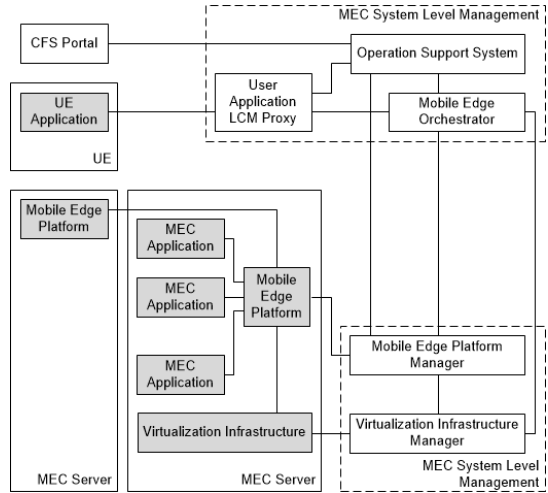 MEC System Level Management
CFS Portal
Operation Support System
User
Application
LCM Proxy
UE
Application
Mobile Edge
Orchestrator
UE
Mobile Edge
Platform
MEC
Application
MEC
Application
Mobile
Edge
Platform
MEC
Application
Mobile Edge Platform
Manager
Virtualization Infrastructure
Virtualization Infrastructure
Manager
MEC Server
MEC Server
MEC System Level
Management